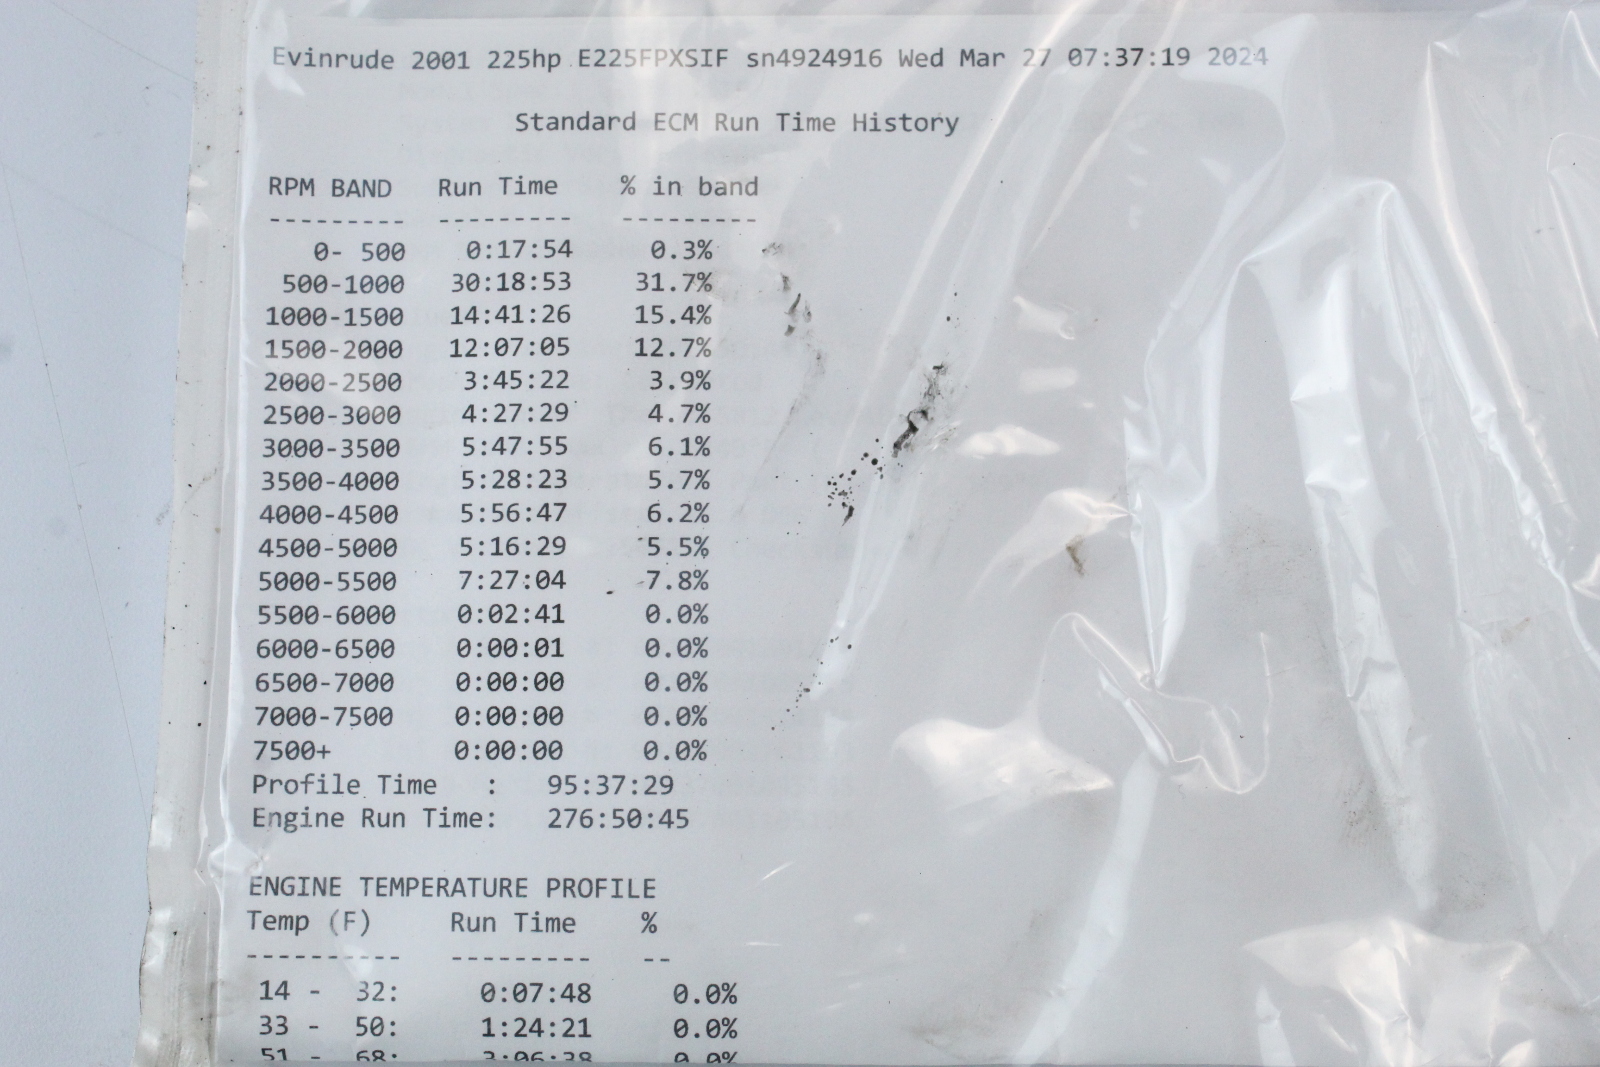 Evinrude 2001 225hp E225FPXSIF sn4924916 Wed Mar 27 07:37:19 2024
Standard ECM Run Time History
RPM BAND Run Time % in band
--------- --------- ---------
0- 500 0:17:54 0.3%
500-1000 30:18:53 31.7%
1000-1500 14:41:26 15.4%
1500-2000 12:07:05 12.7%
2000-2500 3:45:22 3.9%
2500-3000 4:27:29 4.7%
3000-3500 5:47:55 6.1%
3500-4000 5:28:23 5.7%
4000-4500 5:56:47 6.2%
4500-5000 5:16:29 5.5%
5000-5500 7:27:04 7.8%
5500-6000 0:02:41 0.0%
6000-6500 0:00:01 0.0%
6500-7000 0:00:00 0.0%
7000-7500 0:00:00 0.0%
7500+ 0:00:00 0.0%
Profile Time : 95:37:29
Engine Run Time: 276:50:45
ENGINE TEMPERATURE PROFILE
Temp (F) Run Time %
---------- --------- --
14 - 32: 0:07:48 0.0%
33 - 50: 1:24:21 0.0%
51 - 68: 3:06:38 0.0%